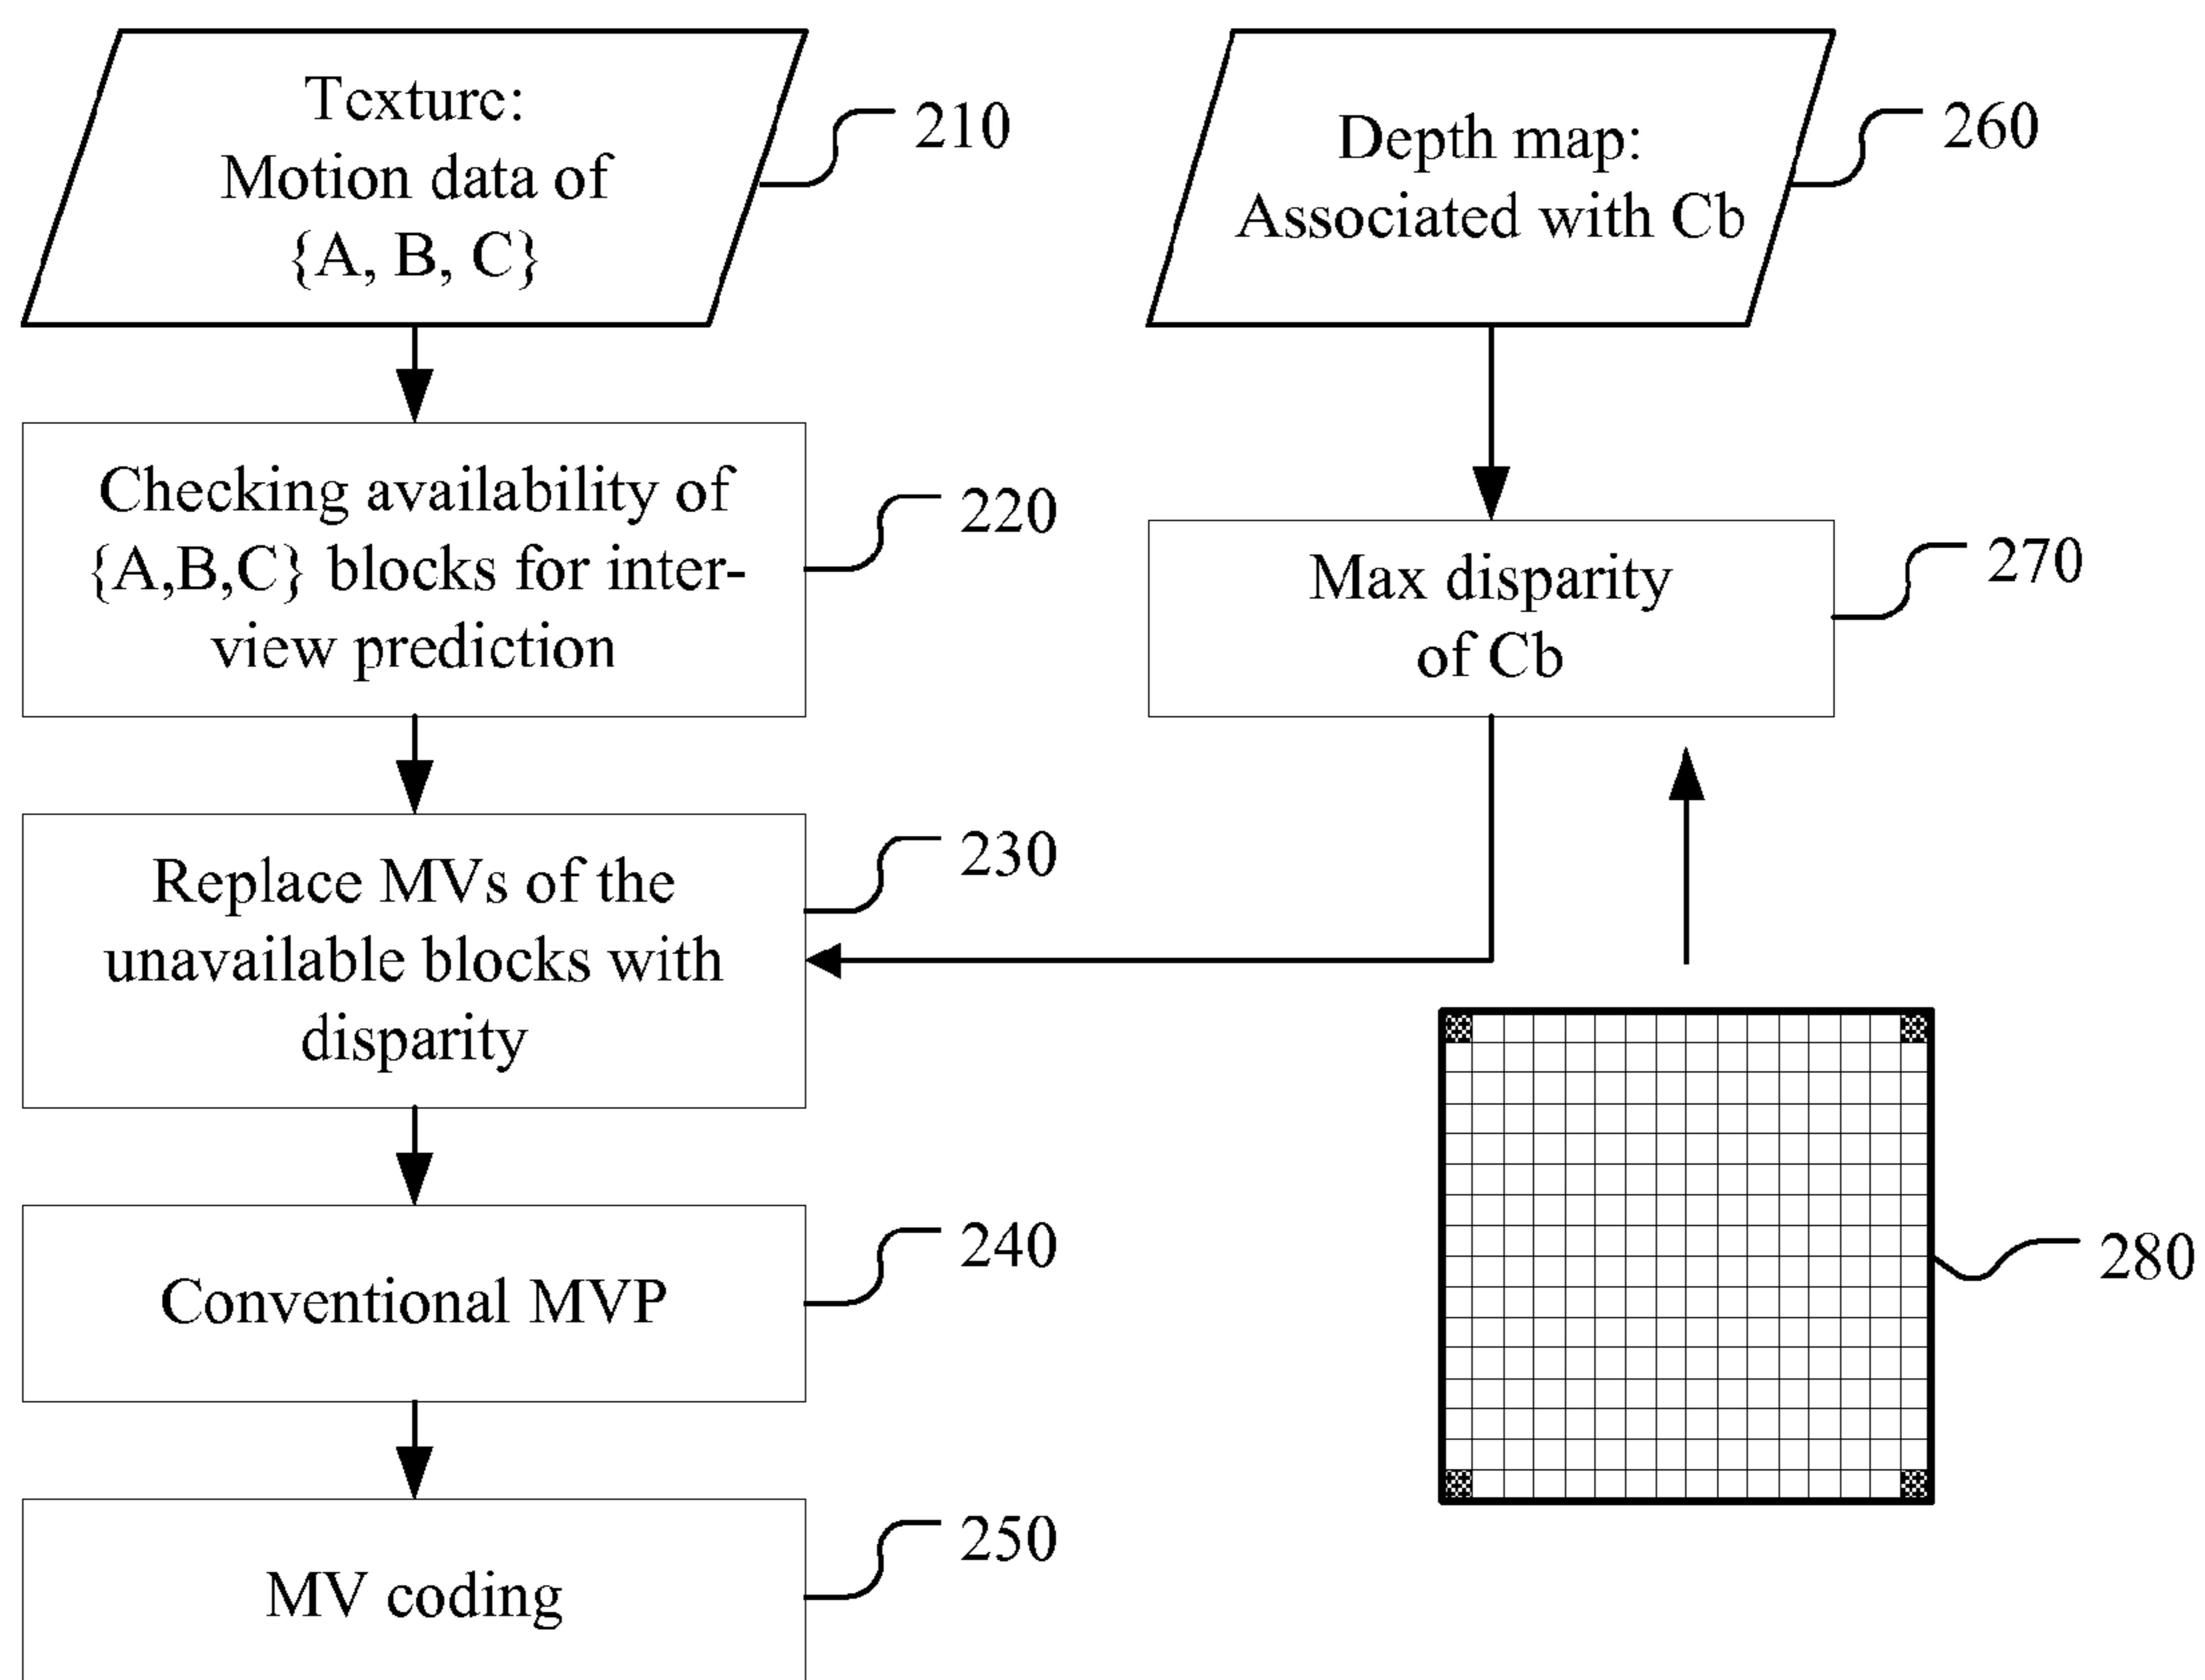 Texture:
Motion data of
{A, B, C}
210
Depth map:
Associated with Cb
260
Checking availability of
{A,B,C} blocks for inter-
view prediction
220
Max disparity
of Cb
270
Replace MVs of the
unavailable blocks with
disparity
230
Conventional MVP
240
280
MV coding
250